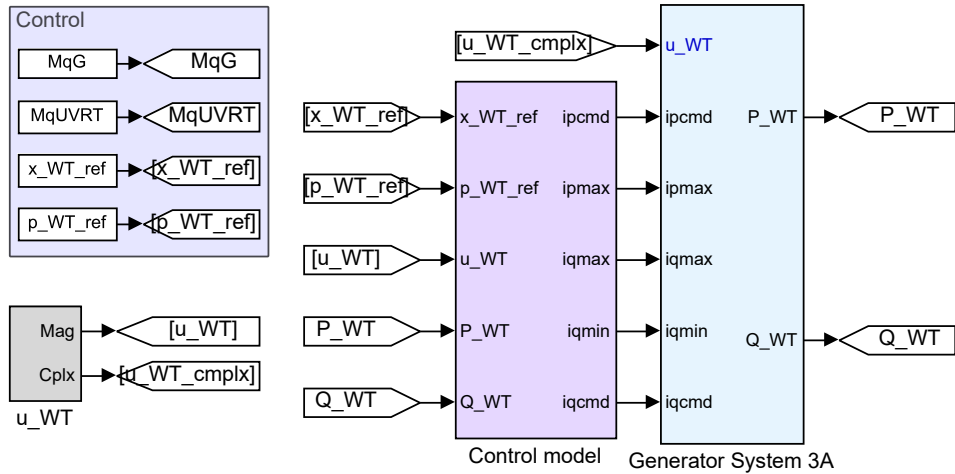 Control
MqG MqG
MqUVRT MqUVRT
x_WT_ref [x_WT_ref]
p_WT_ref [p_WT_ref]
Mag [u_WT]
Cplx [u_WT_cmplx]
u_WT
[u_WT_cmplx] u_WT
[x_WT_ref] x_WT_ref ipcmd ipcmd P_WT P_WT
[p_WT_ref] p_WT_ref ipmax ipmax
[u_WT] u_WT iqmax iqmax
P_WT P_WT iqmin iqmin Q_WT Q_WT
Q_WT Q_WT iqcmd iqcmd
Control model
Generator System 3A